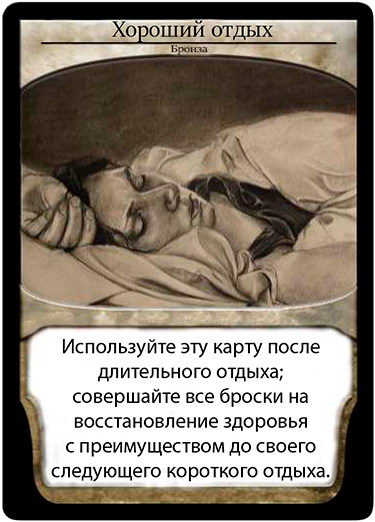 Хороший отдых
Бронза
Используйте эту карту после
длительного отдыха;
совершайте все броски на
восстановление здоровья
с преимуществом до своего
следующего короткого отдыха.